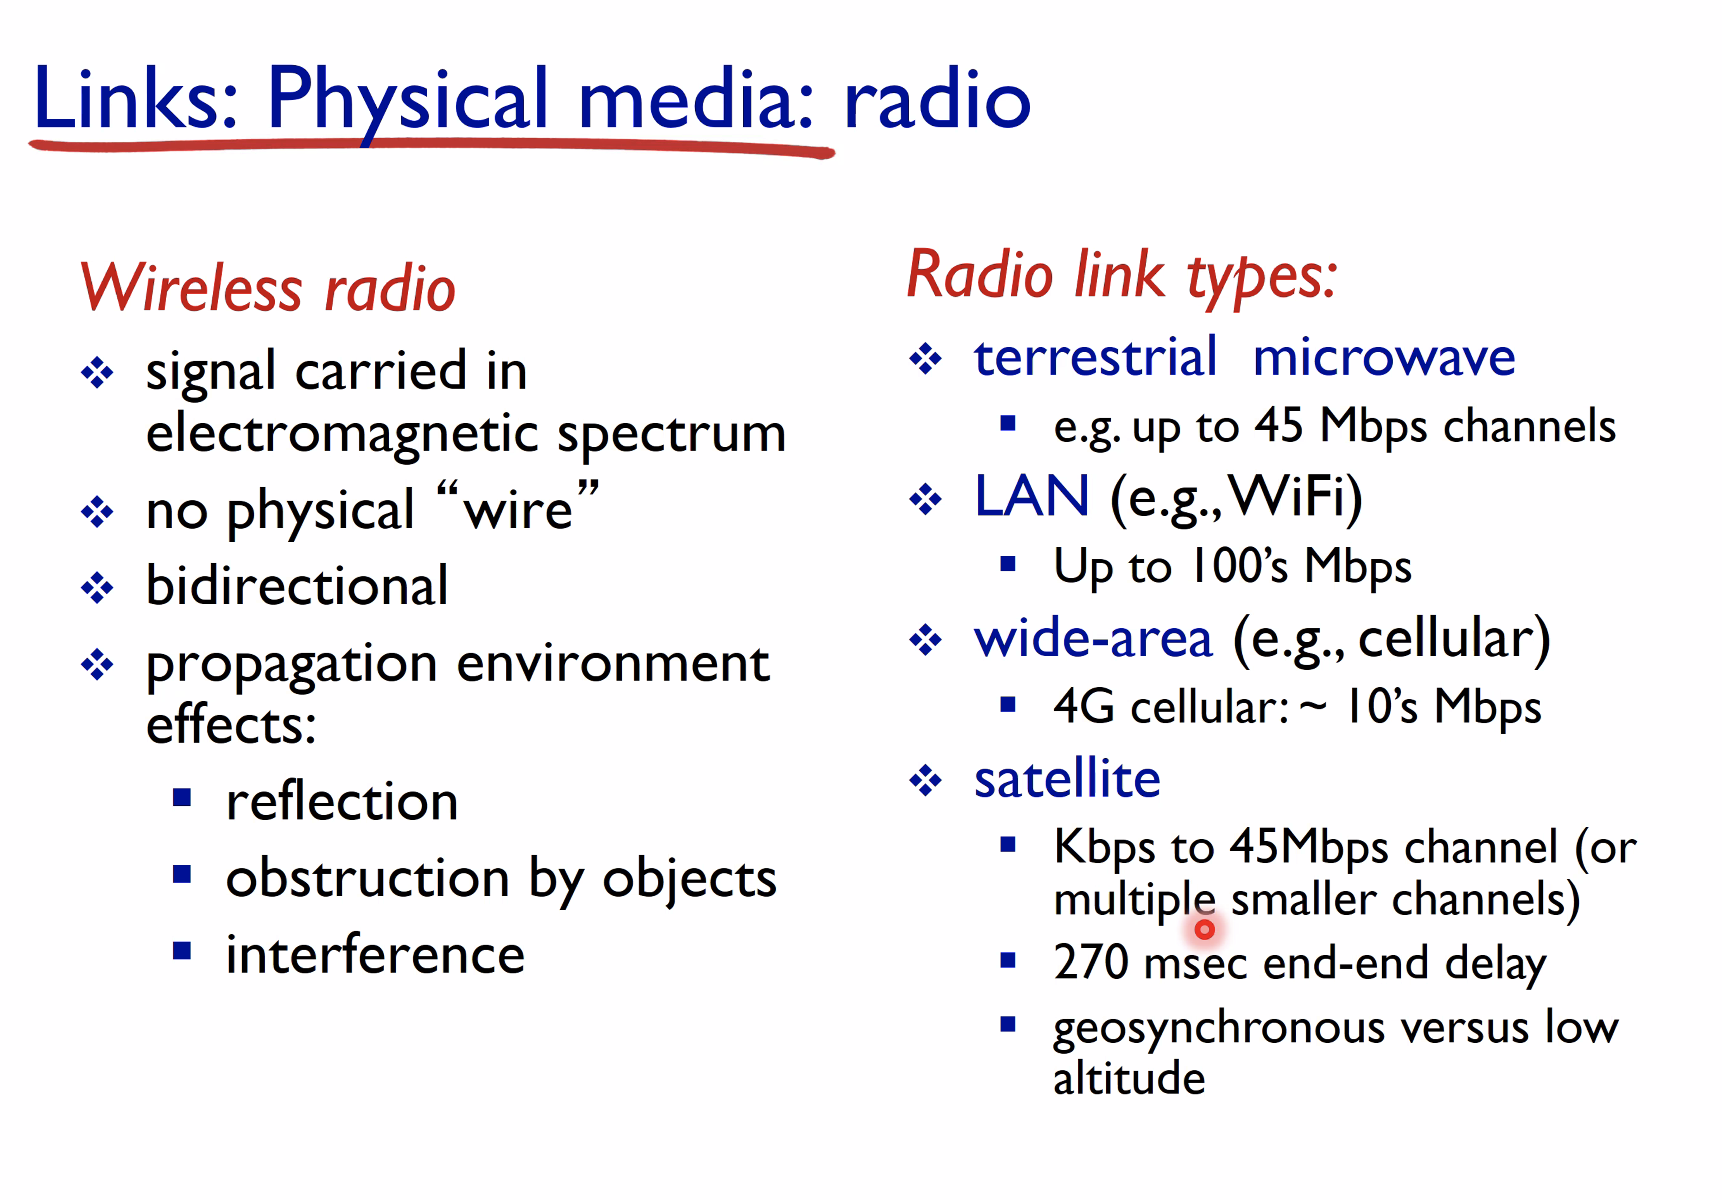 Links: Physical media: radio
Wireless radio
signal carried in
electromagnetic spectrum
no physical “wire”
bidirectional
propagation environment
effects:
reflection
obstruction by objects
interference
Radio link types:
terrestrial microwave
e.g. up to 45 Mbps channels
LAN (e.g., WiFi)
Up to 100’s Mbps
wide-area (e.g., cellular)
4G cellular: ~ 10’s Mbps
satellite
Kbps to 45Mbps channel (or
multiple smaller channels)
270 msec end-end delay
geosynchronous versus low
altitude